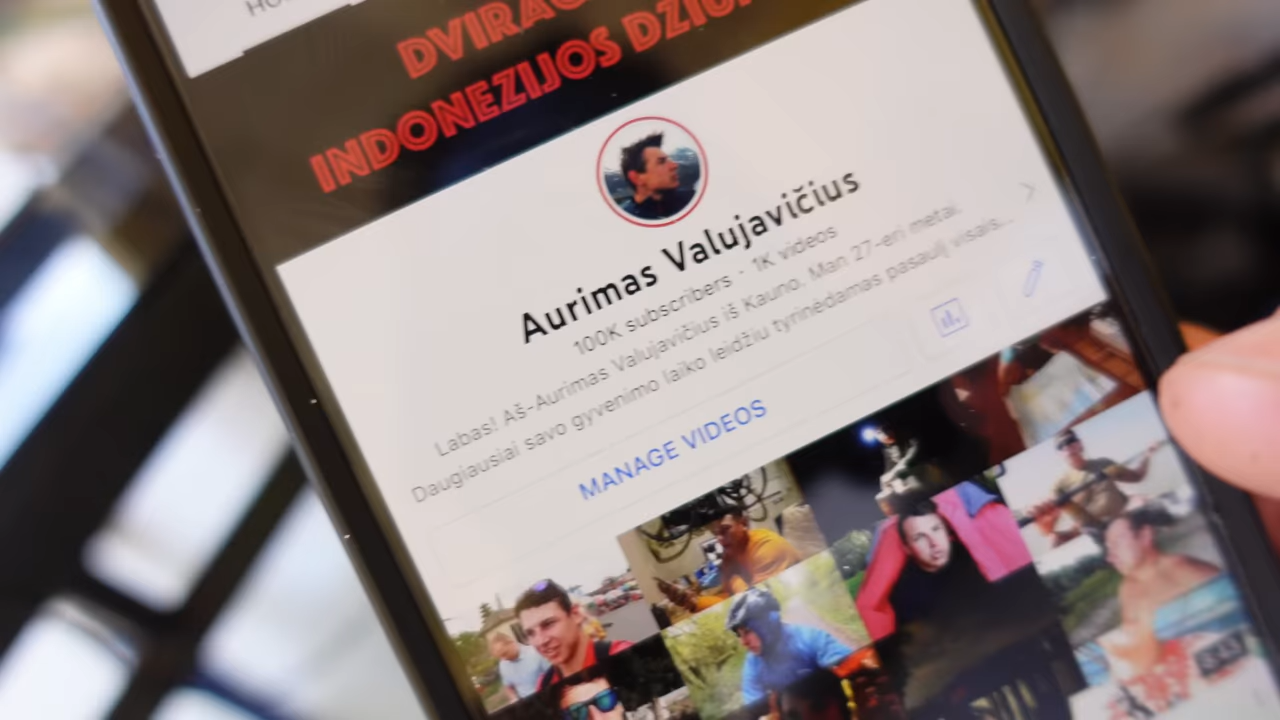 INDONEZIJOS
Aurimas Valujavičius
100K subscribers · 1K videos
Labas! Aš-Aurimas Valujavičius iš Kauno. Man 27-eri metai.
Daugiausiai savo gyvenimo laiko leidžiu tyrinėdamas pasaulį visais...
MANAGE VIDEOS